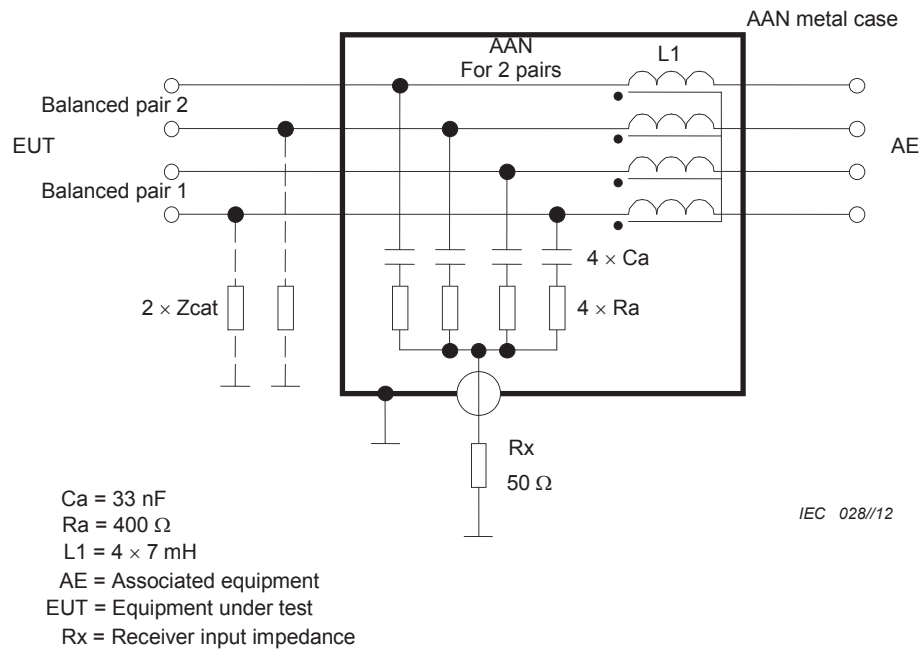 AAN metal case
AAN
For 2 pairs
L1
Balanced pair 2
EUT
AE
Balanced pair 1
4 × Ca
2 × Zcat
4 × Ra
Rx
50 Ω
Ca = 33 nF
Ra = 400 Ω
L1 = 4 × 7 mH
AE = Associated equipment
EUT = Equipment under test
Rx = Receiver input impedance
IEC 028//12